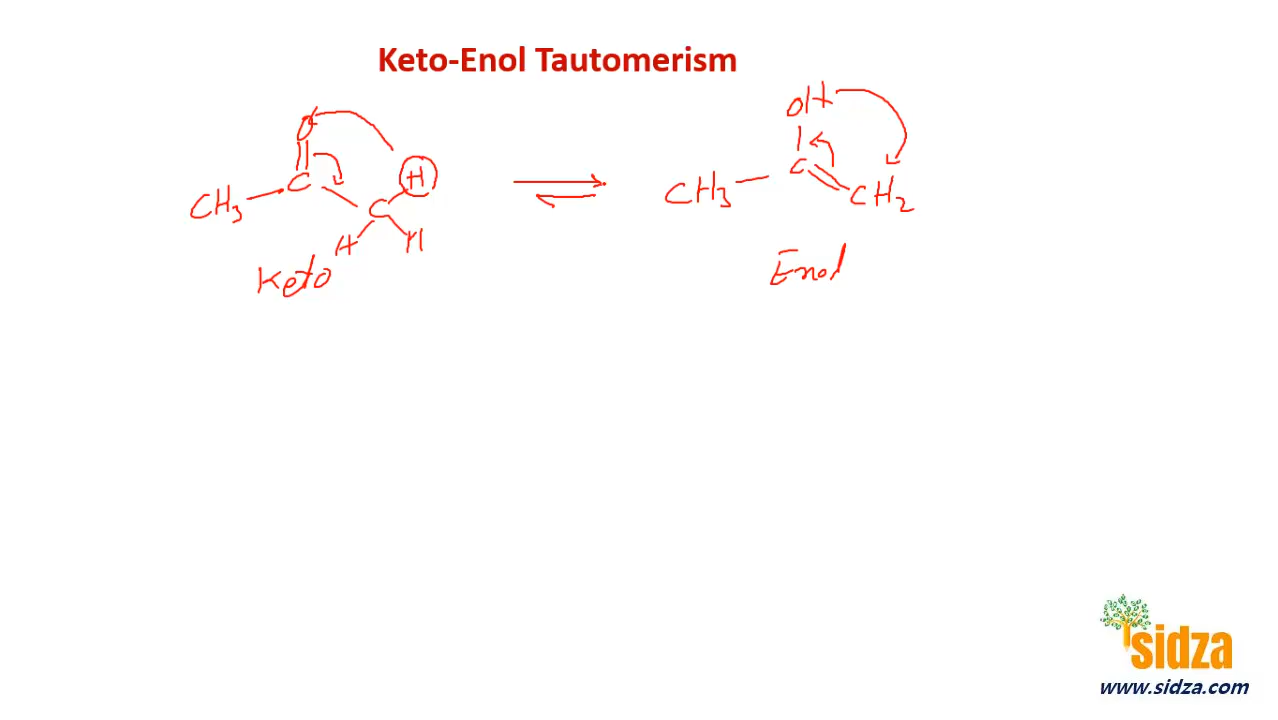 Keto-Enol Tautomerism
O
C
H
CH3
C
H H
Keto
OH
C
CH3
CH2
Enol
sidza
www.sidza.com